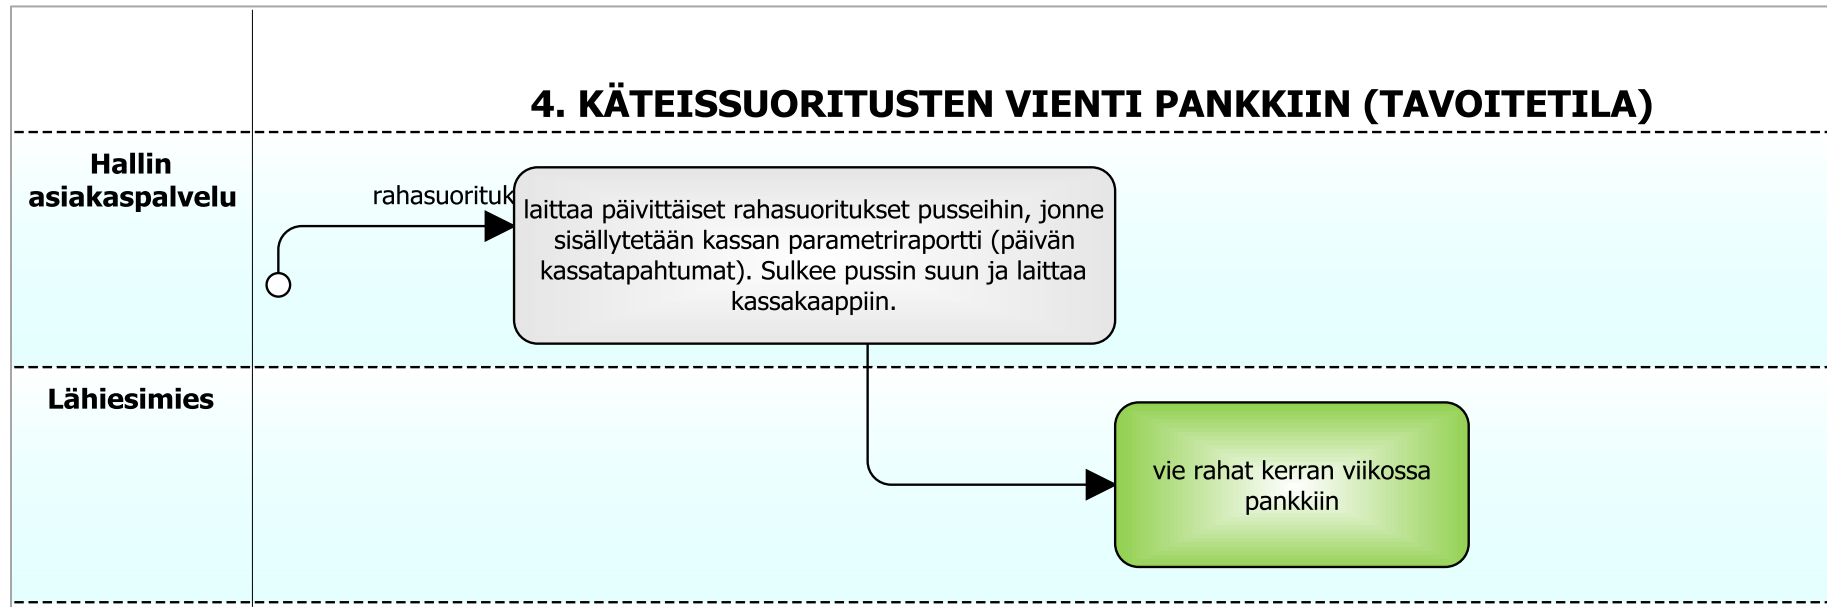 4. KÄTEISSUORITUSTEN VIENTI PANKKIIN (TAVOITETILA)
Hallin
asiakaspalvelu
laittaa päivittäiset rahasuoritukset pusseihin, jonne
sisällytetään kassan parametriraportti (päivän
kassatapahtumat). Sulkee pussin suun ja laittaa
kassakaappiin.
Lähiesimies
vie rahat kerran viikossa
pankkiin